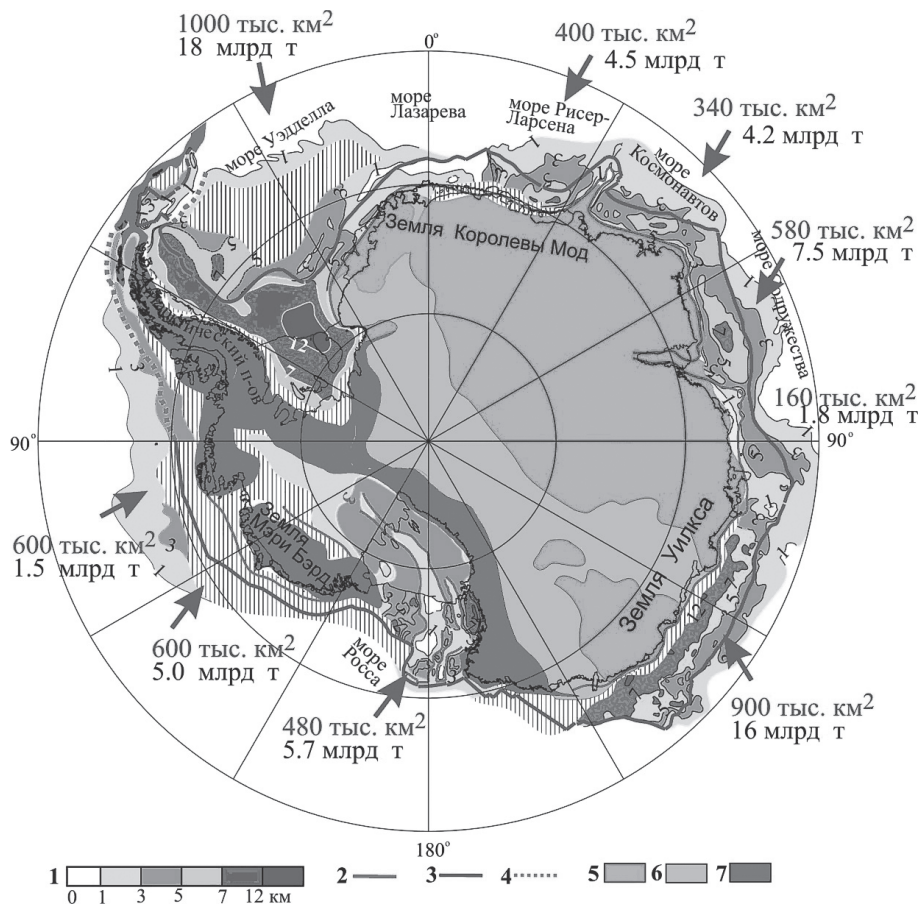 1000 тыс. км²
18 млрд т
0°
400 тыс. км²
4.5 млрд т
море
Лазарева
море Рисер-
Ларсена
340 тыс. км²
4.2 млрд т
море Уэдделла
море
Космонавтов
580 тыс. км²
7.5 млрд т
Земля Королевы Мод
160 тыс. км²
1.8 млрд т
90°
90°
12
Земля
Мэри Бэрд
Земля Уилкса
600 тыс. км²
1.5 млрд т
600 тыс. км²
5.0 млрд т
море
Росса
480 тыс. км²
5.7 млрд т
900 тыс. км²
16 млрд т
180°
1 2 3 4 5 6 7
0 1 3 5 7 12 км